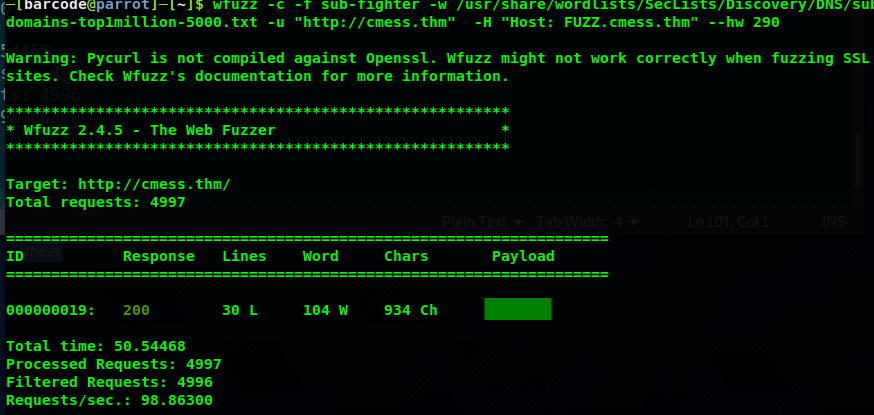 ─[barcode@parrot]─[~]$ wfuzz -c -f sub-fighter -w /usr/share/wordlists/SecLists/Discovery/DNS/sub
domains-top1million-5000.txt -u "http://cmess.thm"  -H "Host: FUZZ.cmess.thm" --hw 290
Warning: Pycurl is not compiled against Openssl. Wfuzz might not work correctly when fuzzing SSL
sites. Check Wfuzz's documentation for more information.
ts: 4996
********************************************************
* Wfuzz 2.4.5 - The Web Fuzzer                         *
********************************************************
Target: http://cmess.thm/
Total requests: 4997
Plain Text Tab Width: 4 Ln 101, Col 1 INS
===================================================================
ID           Response   Lines    Word     Chars       Payload
===================================================================
000000019:   200        30 L     104 W    934 Ch
Total time: 50.54468
Processed Requests: 4997
Filtered Requests: 4996
Requests/sec.: 98.86300